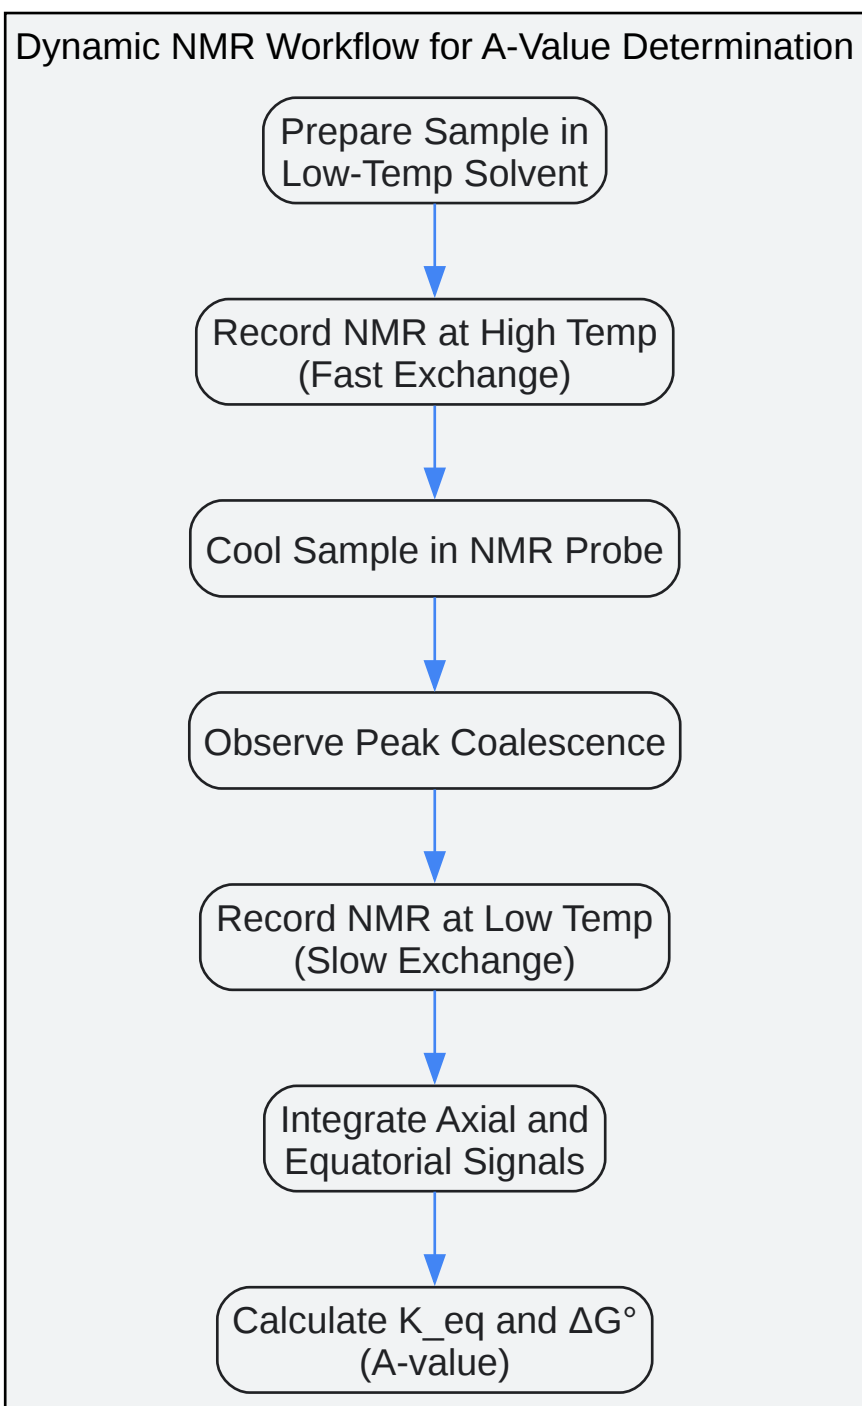 Dynamic NMR Workflow for A-Value Determination
Prepare Sample in
Low-Temp Solvent
Record NMR at High Temp
(Fast Exchange)
Cool Sample in NMR Probe
Observe Peak Coalescence
Record NMR at Low Temp
(Slow Exchange)
Integrate Axial and
Equatorial Signals
Calculate K_eq and ΔG°
(A-value)